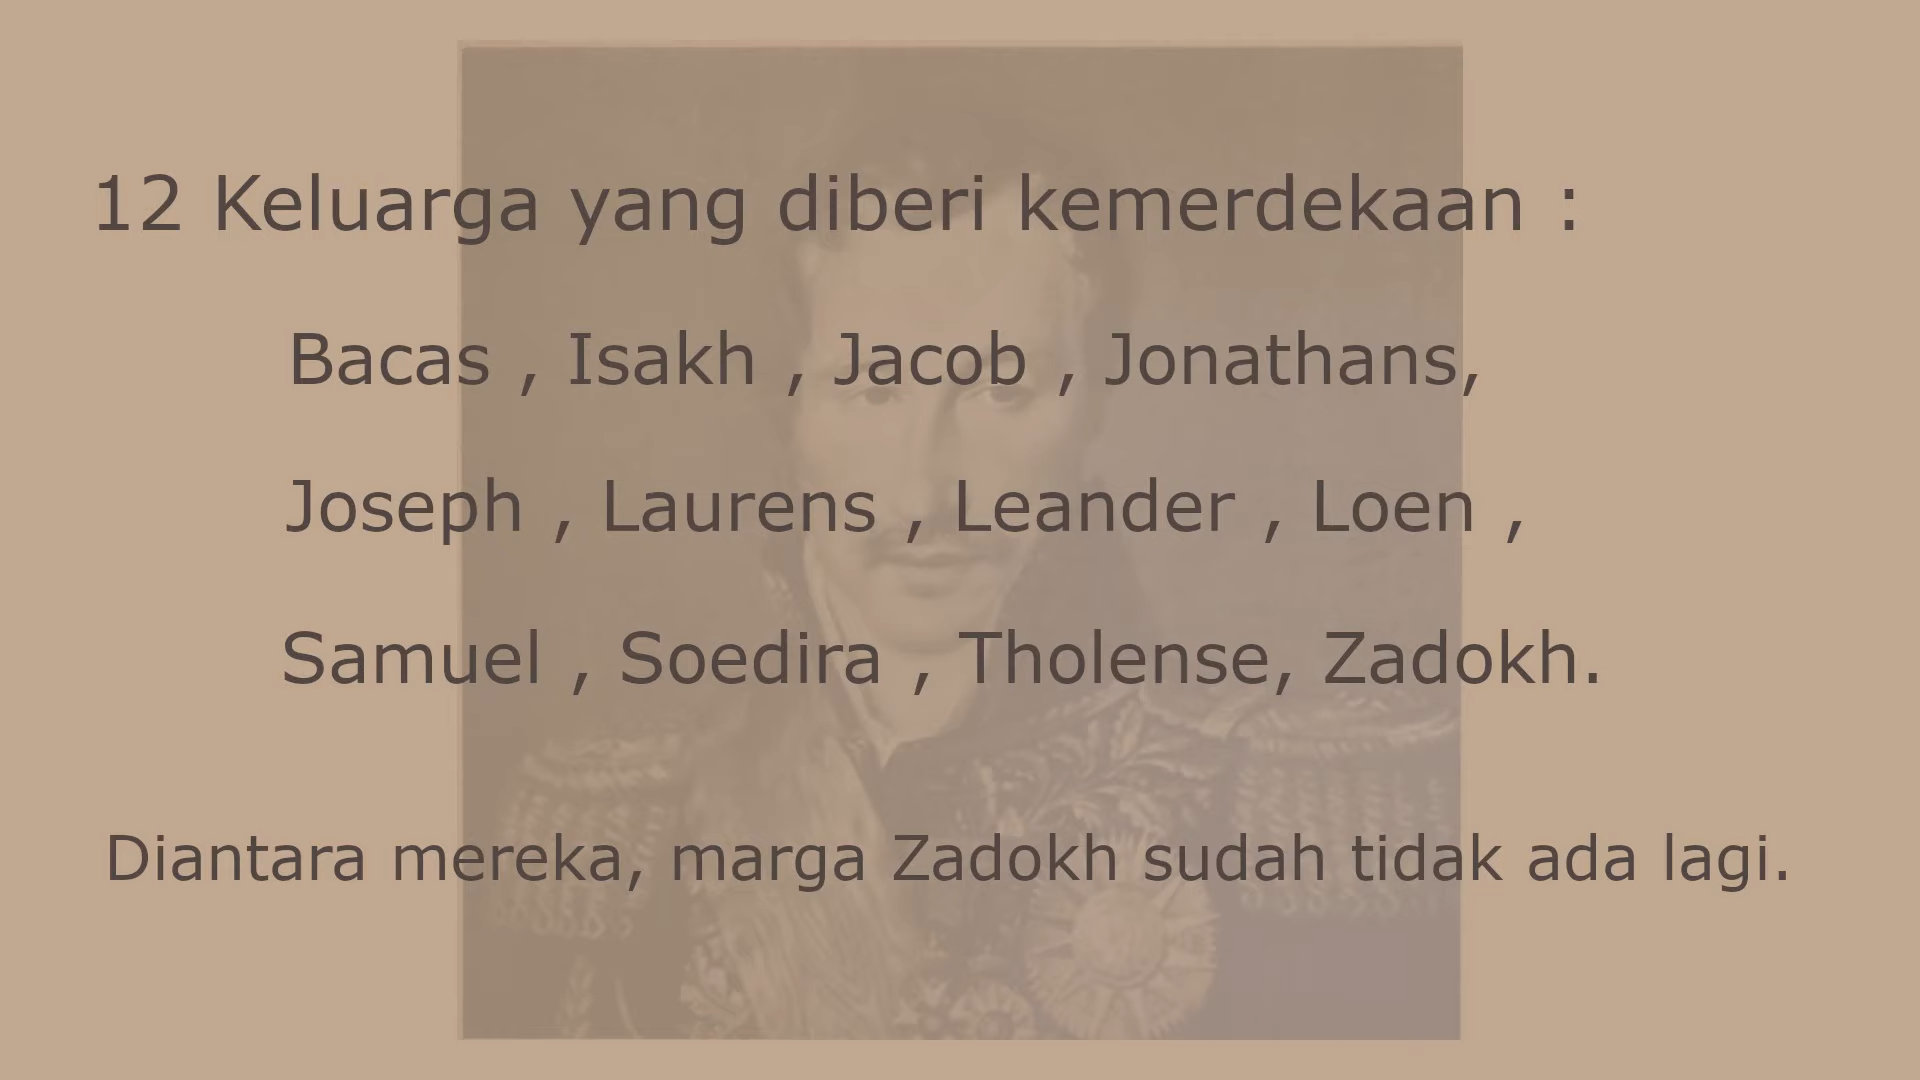 12 Keluarga yang diberi kemerdekaan :
Bacas , Isakh , Jacob , Jonathans,
Joseph , Laurens , Leander , Loen ,
Samuel , Soedira , Tholense, Zadokh.
Diantara mereka, marga Zadokh sudah tidak ada lagi.